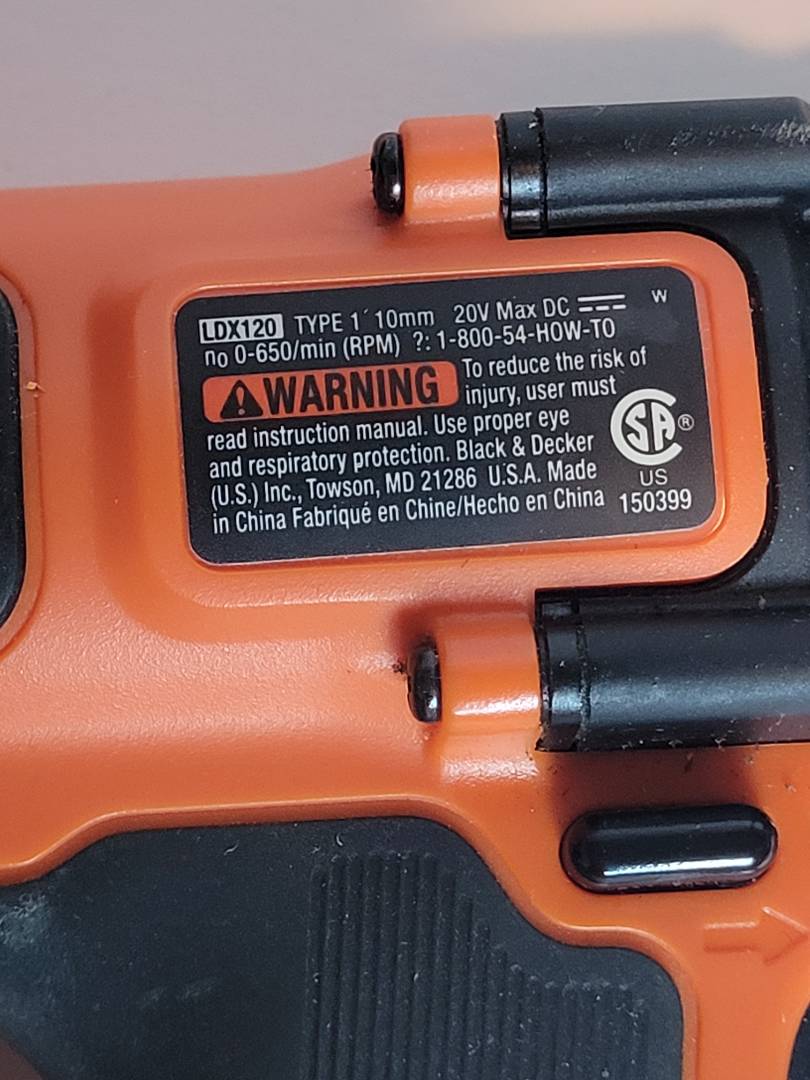 LDX120 TYPE 1 10mm 20V Max DC W
no 0-650/min (RPM) ?: 1-800-54-HOW-TO
WARNING To reduce the risk of
injury, user must
read instruction manual. Use proper eye
and respiratory protection. Black & Decker
(U.S.) Inc., Towson, MD 21286 U.S.A. Made
in China Fabriqué en Chine/Hecho en China
SA®
US
150399